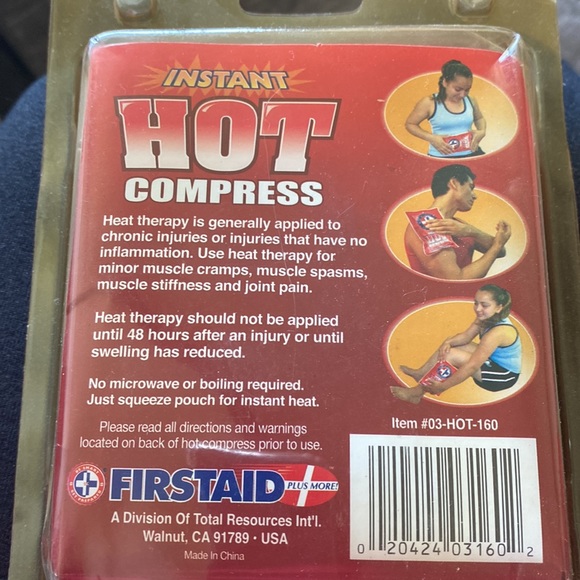 INSTANT
HOT
COMPRESS
Heat therapy is generally applied to
chronic injuries or injuries that have no
inflammation. Use heat therapy for
minor muscle cramps, muscle spasms,
muscle stiffness and joint pain.
Heat therapy should not be applied
until 48 hours after an injury or until
swelling has reduced.
No microwave or boiling required.
Just squeeze pouch for instant heat.
Please read all directions and warnings
located on back of hot compress prior to use.
Item #03-HOT-160
BE SMART
BE PREPARED
FIRSTAID
PLUS MORE!
A Division Of Total Resources Int'l.
Walnut, CA 91789 • USA
Made In China
0 20424 03160 2